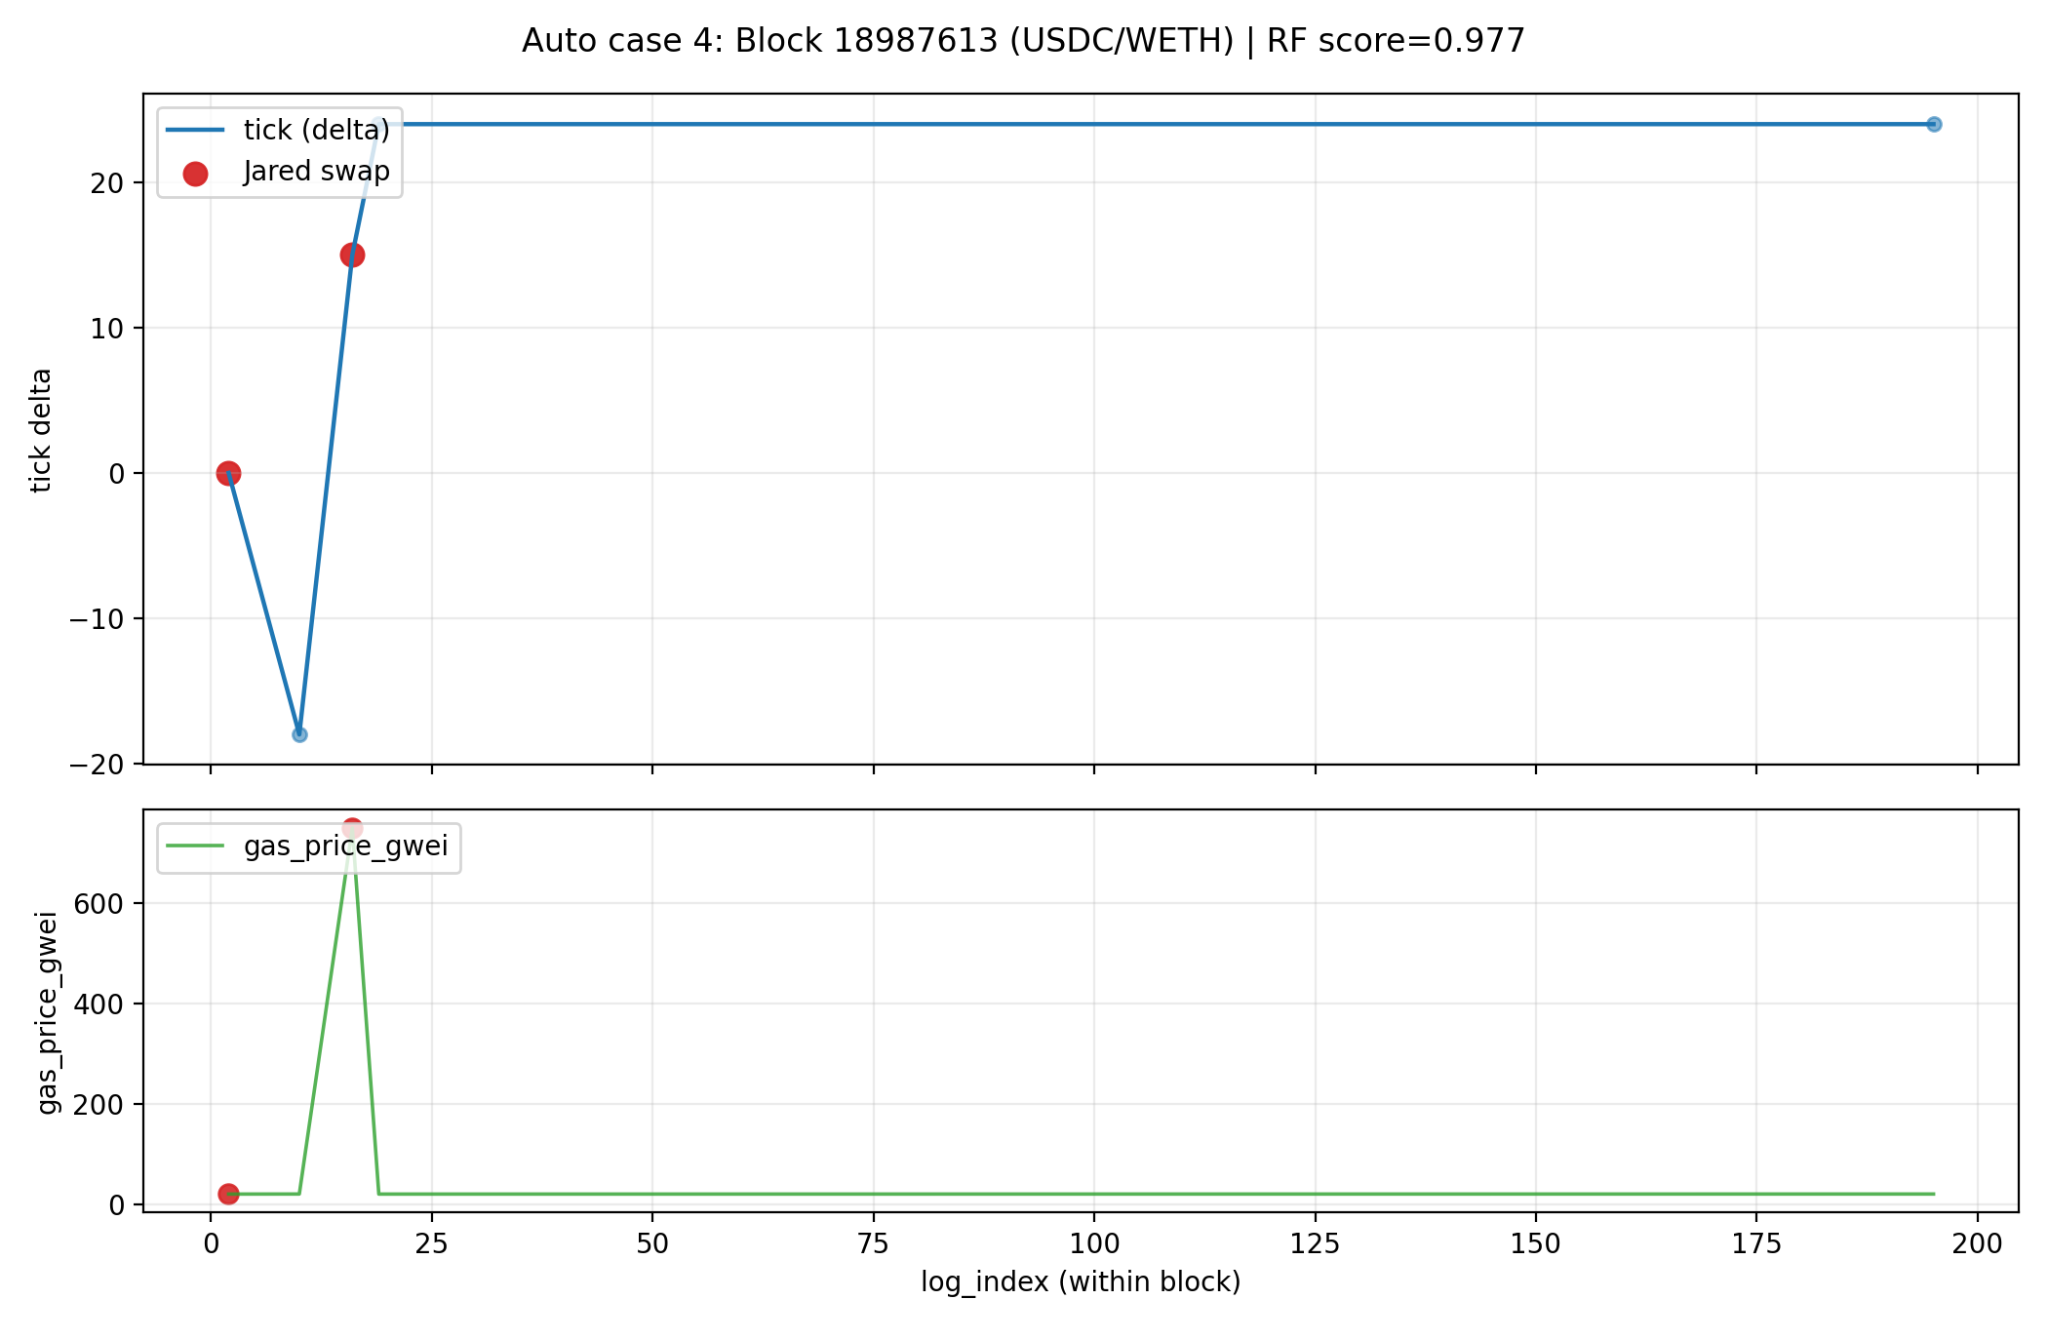 Auto case 4: Block 18987613 (USDC/WETH) | RF score=0.977
tick (delta)
Jared swap
tick delta
20
10
0
−10
−20
gas_price_gwei
gas_price_gwei
600
400
200
0
0 25 50 75 100 125 150 175 200
log_index (within block)